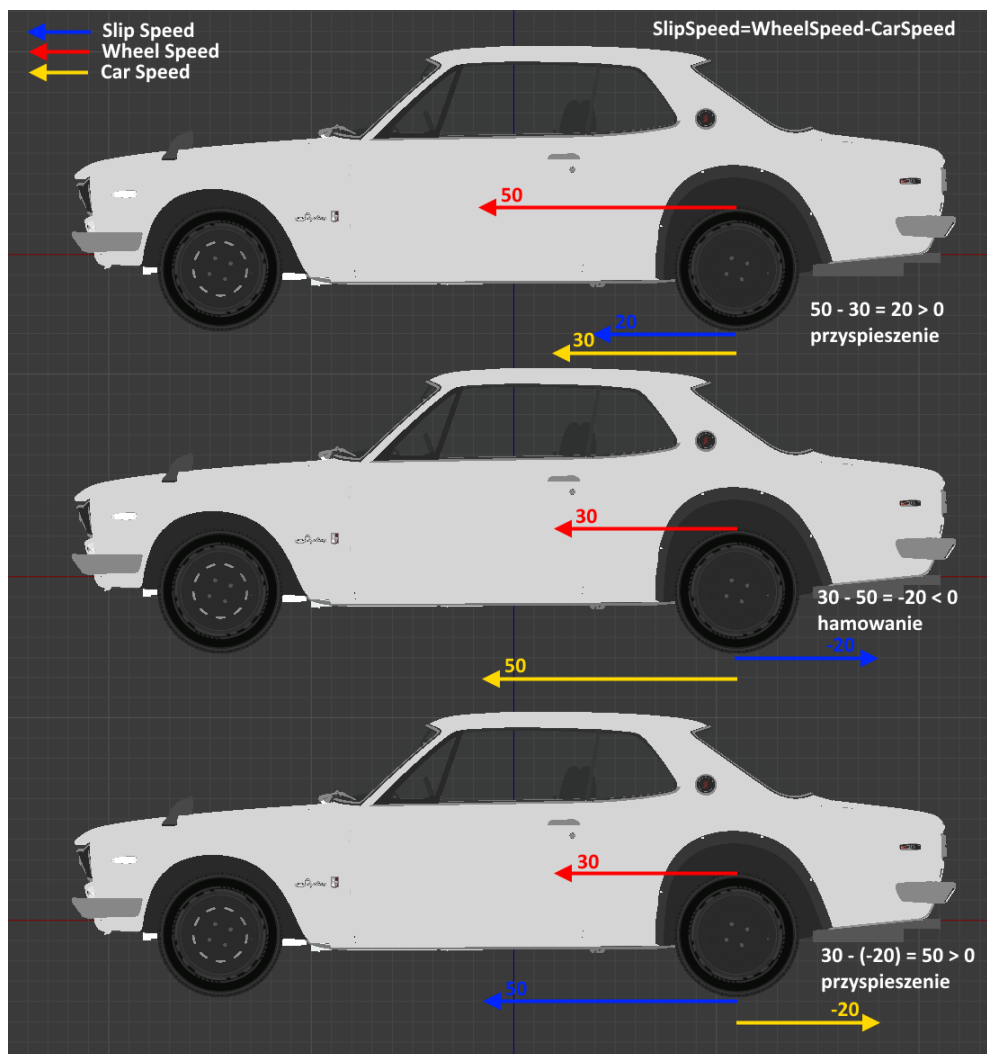 Slip Speed
Wheel Speed
Car Speed
SlipSpeed=WheelSpeed-CarSpeed
50
20
30
50 - 30 = 20 > 0
przyspieszenie
30
30 - 50 = -20 < 0
hamowanie
-20
50
30
30 - (-20) = 50 > 0
przyspieszenie
50
-20